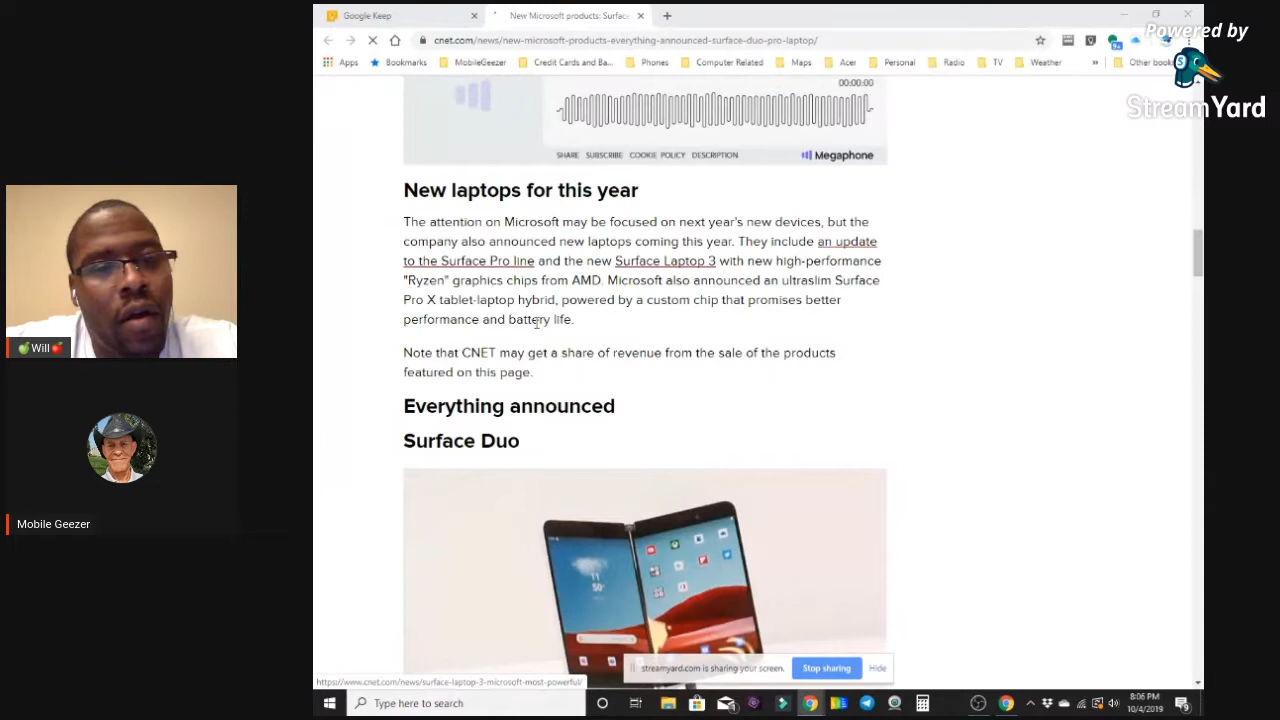 Google Keep
New Microsoft products: Surfac
cnet.com/news/new-microsoft-products-everything-announced-surface-duo-pro-laptop/
Powered by
Apps
Bookmarks
MobileGeezer
Credit Cards and Ba...
Phones
Computer Related
Maps
Acer
Personal
Radio
TV
Weather
»
Other book
S
StreamYard
00:00:00
SHARE SUBSCRIBE COOKIE POLICY DESCRIPTION
Megaphone
New laptops for this year
The attention on Microsoft may be focused on next year's new devices, but the
company also announced new laptops coming this year. They include an update
to the Surface Pro line and the new Surface Laptop 3 with new high-performance
"Ryzen" graphics chips from AMD. Microsoft also announced an ultraslim Surface
Pro X tablet-laptop hybrid, powered by a custom chip that promises better
performance and battery life.
Note that CNET may get a share of revenue from the sale of the products
featured on this page.
Everything announced
Surface Duo
11
50°
🍏Will🍎
Mobile Geezer
streamyard.com is sharing your screen.
Stop sharing
Hide
https://www.cnet.com/news/surface-laptop-3-microsoft-most-powerful/
Type here to search
8:06 PM
10/4/2019